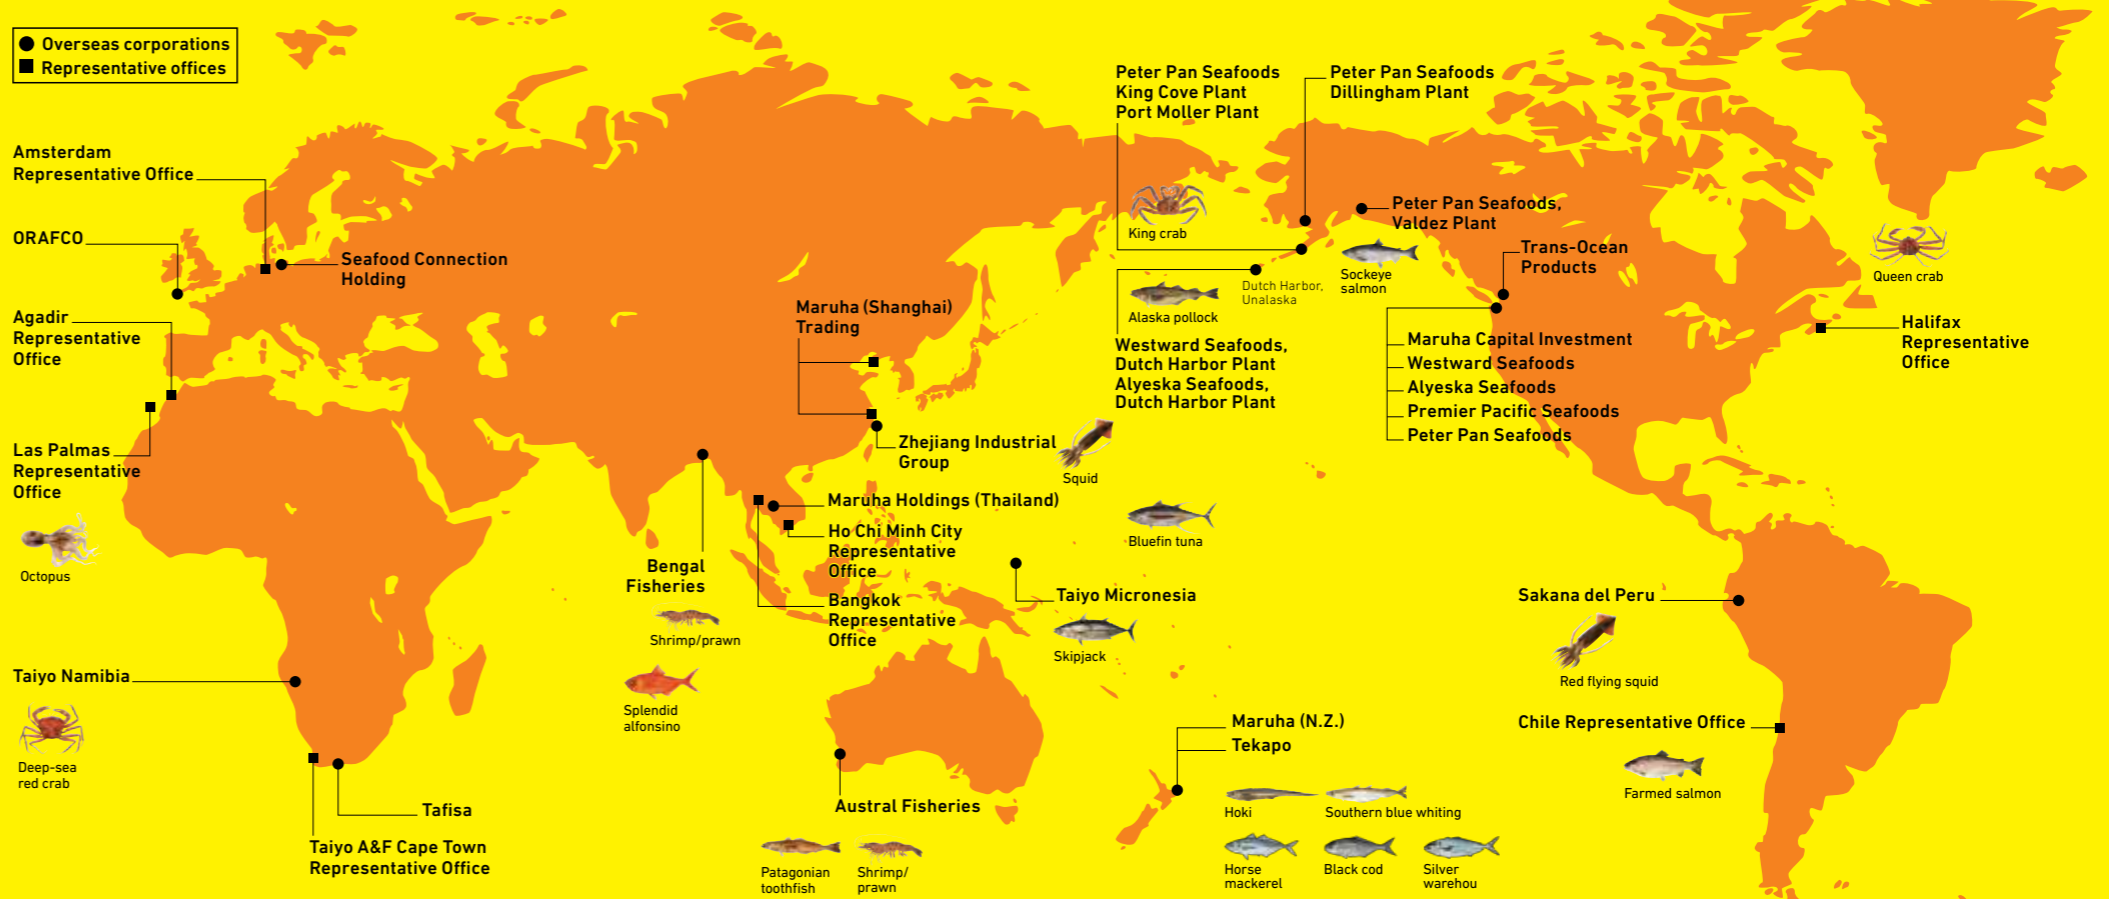 Overseas corporations
Representative offices
Amsterdam
Representative Office
ORAFCO
Seafood Connection
Holding
Agadir
Representative
Office
Las Palmas
Representative
Office
Octopus
Taiyo Namibia
Deep-sea
red crab
Tafisa
Taiyo A&F Cape Town
Representative Office
Maruha (Shanghai)
Trading
Zhejiang Industrial
Group
Squid
Maruha Holdings (Thailand)
Ho Chi Minh City
Representative
Office
Bangkok
Representative
Office
Bengal
Fisheries
Shrimp/prawn
Splendid
alfonsino
Austral Fisheries
Patagonian
toothfish
Shrimp/
prawn
Peter Pan Seafoods
King Cove Plant
Port Moller Plant
King crab
Peter Pan Seafoods
Dillingham Plant
Peter Pan Seafoods,
Valdez Plant
Sockeye
salmon
Dutch Harbor,
Unalaska
Alaska pollock
Westward Seafoods,
Dutch Harbor Plant
Alyeska Seafoods,
Dutch Harbor Plant
Trans-Ocean
Products
Maruha Capital Investment
Westward Seafoods
Alyeska Seafoods
Premier Pacific Seafoods
Peter Pan Seafoods
Queen crab
Halifax
Representative
Office
Bluefin tuna
Taiyo Micronesia
Skipjack
Maruha (N.Z.)
Tekapo
Hoki
Southern blue whiting
Horse
mackerel
Black cod
Silver
warehou
Sakana del Peru
Red flying squid
Chile Representative Office
Farmed salmon